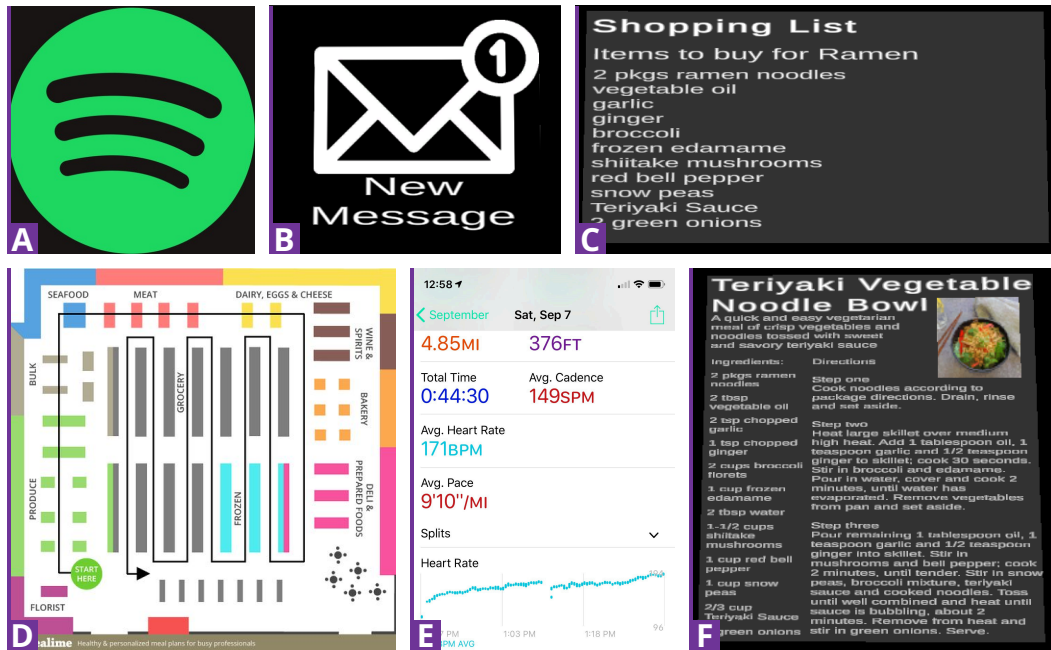 A
New
Message
B
Shopping List
Items to buy for Ramen
2 pkgs ramen noodles
vegetable oil
garlic
ginger
broccoli
frozen edamame
shiitake mushrooms
red bell pepper
snow peas
Teriyaki Sauce
2 green onions
C
SEAFOOD
MEAT
DAIRY, EGGS & CHEESE
WINE &
SPIRITS
BULK
GROCERY
BAKERY
PRODUCE
FROZEN
DELI &
PREPARED FOODS
START
HERE
FLORIST
Healthy & personalized meal plans for busy professionals
D
12:58
September
Sat, Sep 7
4.85MI
376FT
Total Time
Avg. Cadence
0:44:30
149SPM
Avg. Heart Rate
171BPM
Avg. Pace
9'10"/MI
Splits
Heart Rate
96
1:03 PM
1:18 PM
AVG
E
Teriyaki Vegetable
Noodle Bowl
A quick and easy vegetarian
meal of crisp vegetables and
noodles tossed with sweet
and savory teriyaki sauce
Ingredients:
2 pkgs ramen
noodles
2 tbsp
vegetable oil
2 tsp chopped
garlic
1 tsp chopped
ginger
2 cups broccoli
florets
1 cup frozen
edamame
2 tbsp water
1-1/2 cups
shiitake
mushrooms
1 cup red bell
pepper
1 cup snow
peas
2/3 cup
Teriyaki Sauce
green onions
Directions
Step one
Cook noodles according to
package directions. Drain, rinse
and set aside.
Step two
Heat large skillet over medium
high heat. Add 1 tablespoon oil, 1
teaspoon garlic and 1/2 teaspoon
ginger to skillet; cook 30 seconds.
Stir in broccoli and edamame.
Pour in water, cover and cook 2
minutes, until water has
evaporated. Remove vegetables
from pan and set aside.
Step three
Pour remaining 1 tablespoon oil, 1
teaspoon garlic and 1/2 teaspoon
ginger into skillet. Stir in
mushrooms and bell pepper; cook
2 minutes, until tender. Stir in snow
peas, broccoli mixture, teriyaki
sauce and cooked noodles. Toss
until well combined and heat until
sauce is bubbling, about 2
minutes. Remove from heat and
stir in green onions. Serve.
F